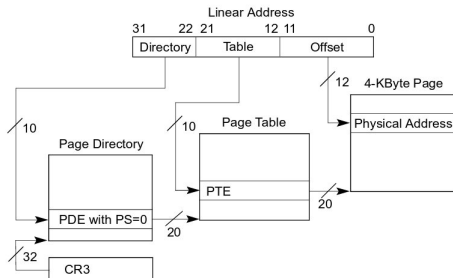 Linear Address
31 22 21 12 11 0
Directory Table Offset
12 4-KByte Page
10 10 Physical Address
Page Table
Page Directory
PTE
PDE with PS=0 20 20
32
CR3